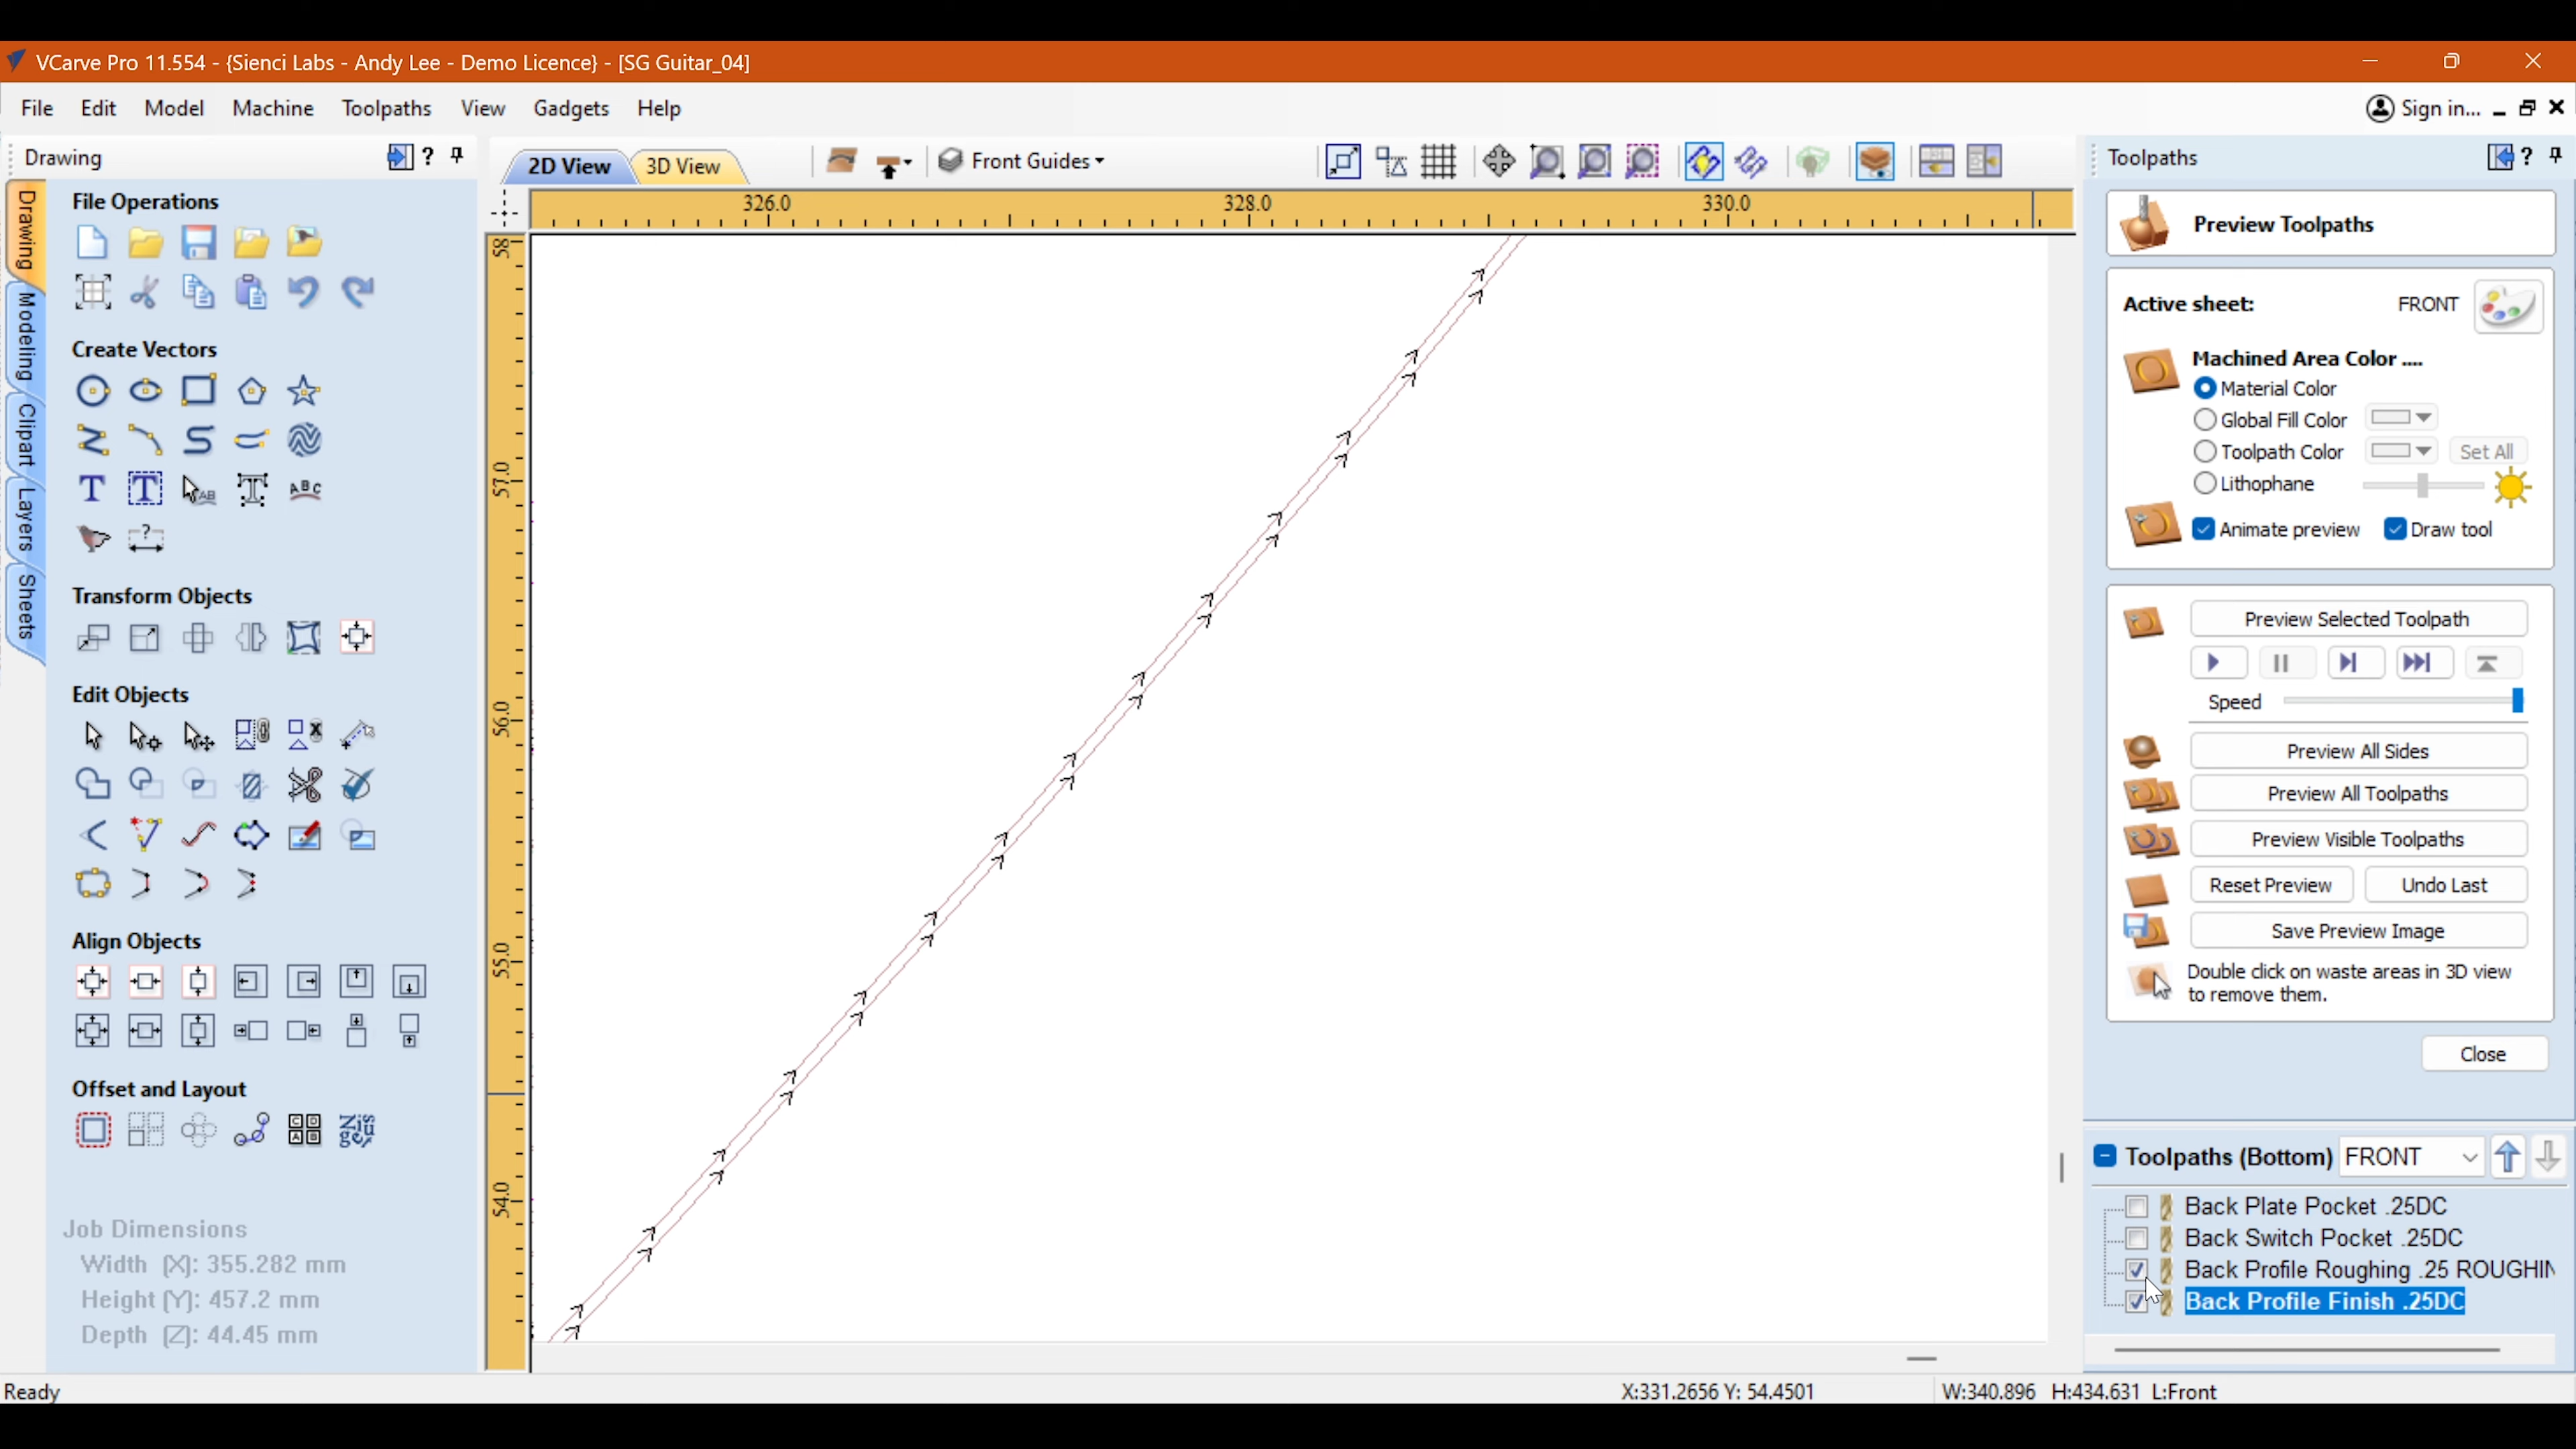 VCarve Pro 11.554 - {Sienci Labs - Andy Lee - Demo Licence} - [SG Guitar_04]
File Edit Model Machine Toolpaths View Gadgets Help
Sign in...
Drawing
2D View
3D View
Front Guides
Toolpaths
Drawing
Modeling
Clipart
Layers
Sheets
File Operations
Create Vectors
Transform Objects
Edit Objects
Align Objects
Offset and Layout
Job Dimensions
Width (X): 355.282 mm
Height (Y): 457.2 mm
Depth (Z): 44.45 mm
326.0 328.0 330.0
58
57.0
56.0
55.0
54.0
Preview Toolpaths
Active sheet: FRONT
Machined Area Color ....
Material Color
Global Fill Color
Toolpath Color Set All
Lithophane
Animate preview Draw tool
Preview Selected Toolpath
Speed
Preview All Sides
Preview All Toolpaths
Preview Visible Toolpaths
Reset Preview Undo Last
Save Preview Image
Double click on waste areas in 3D view
to remove them.
Close
Toolpaths (Bottom) FRONT
Back Plate Pocket .25DC
Back Switch Pocket .25DC
Back Profile Roughing .25 ROUGHIN
Back Profile Finish .25DC
Ready
X:331.2656 Y: 54.4501
W:340.896 H:434.631 L:Front